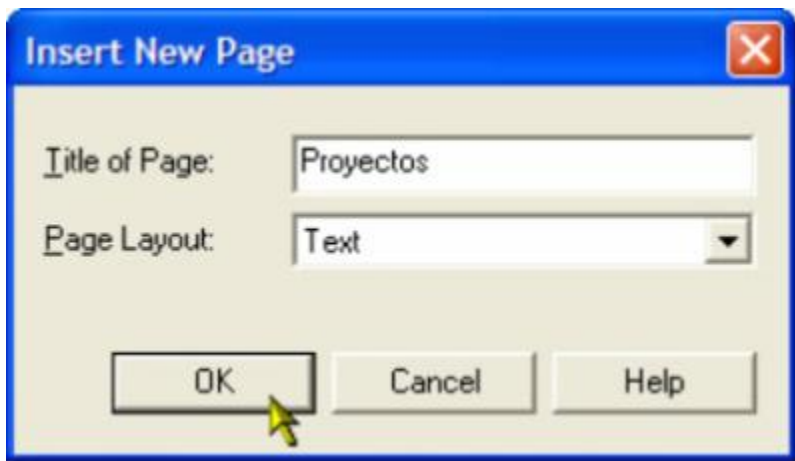 Insert New Page
Title of Page: Proyectos
Page Layout: Text
OK Cancel Help